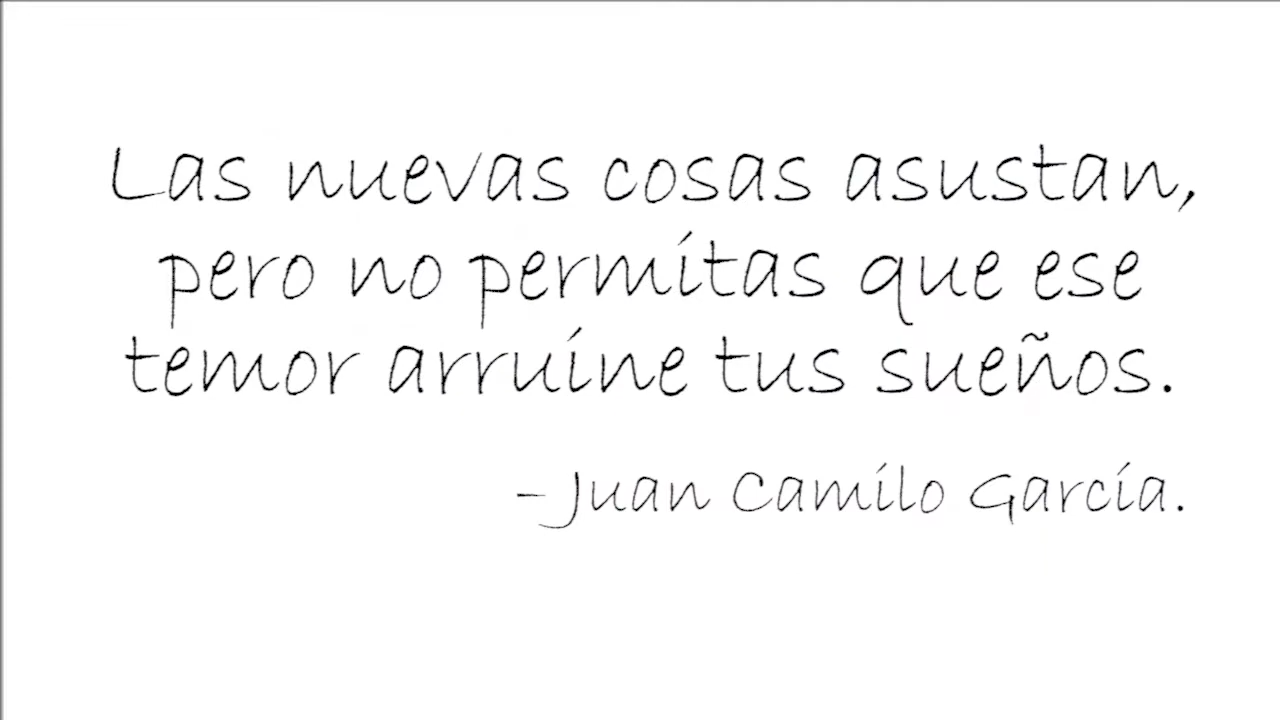 Las nuevas cosas asustan,
pero no permitas que ese
temor arruine tus sueños.
- Juan Camilo García.